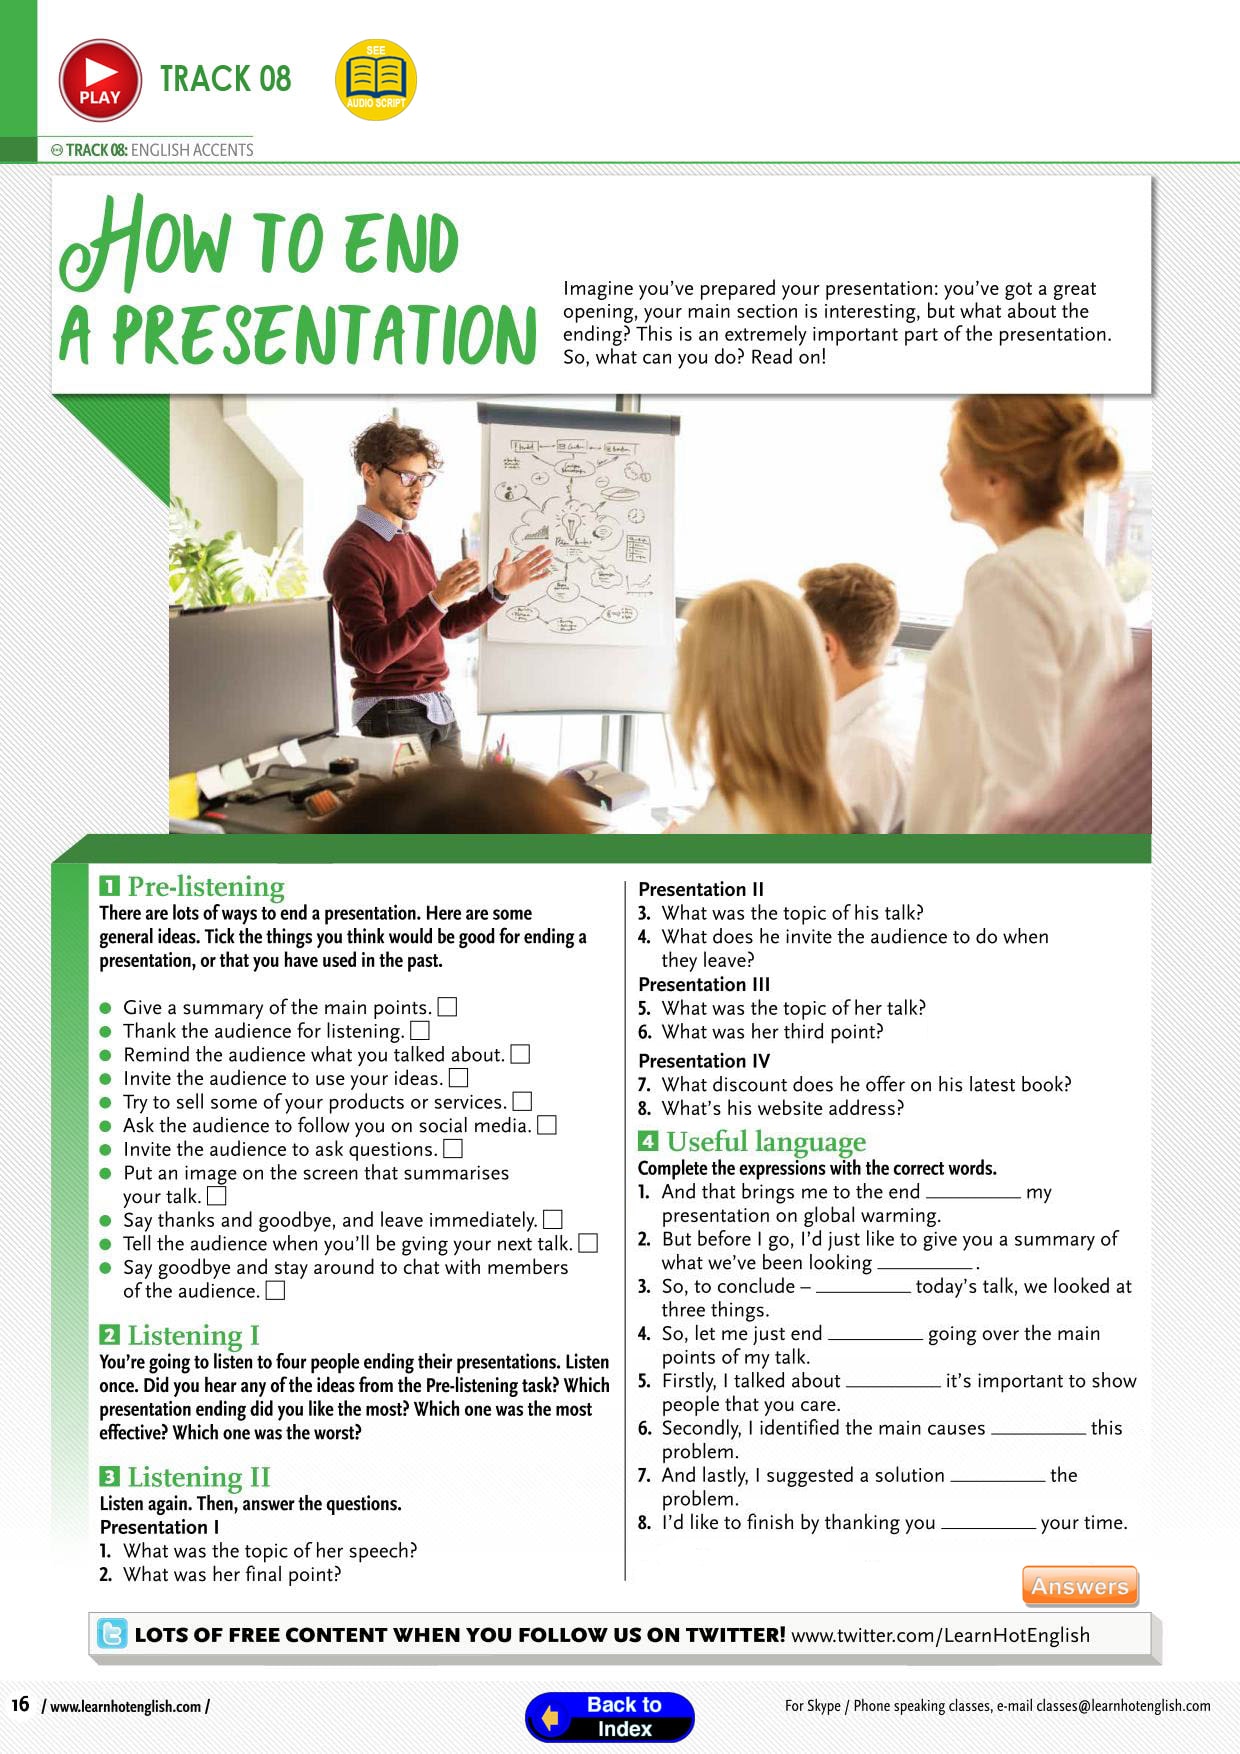 PLAY
TRACK 08
SEE
AUDIO SCRIPT
TRACK 08: ENGLISH ACCENTS
HOW TO END
A PRESENTATION
Imagine you've prepared your presentation: you've got a great
opening, your main section is interesting, but what about the
ending? This is an extremely important part of the presentation.
So, what can you do? Read on!
1 Pre-listening
There are lots of ways to end a presentation. Here are some
general ideas. Tick the things you think would be good for ending a
presentation, or that you have used in the past.
● Give a summary of the main points. □
● Thank the audience for listening. □
● Remind the audience what you talked about. □
● Invite the audience to use your ideas. □
● Try to sell some of your products or services. □
● Ask the audience to follow you on social media. □
● Invite the audience to ask questions. □
● Put an image on the screen that summarises
your talk. □
● Say thanks and goodbye, and leave immediately. □
● Tell the audience when you'll be gving your next talk. □
● Say goodbye and stay around to chat with members
of the audience. □
2 Listening I
You're going to listen to four people ending their presentations. Listen
once. Did you hear any of the ideas from the Pre-listening task? Which
presentation ending did you like the most? Which one was the most
effective? Which one was the worst?
3 Listening II
Listen again. Then, answer the questions.
Presentation I
1. What was the topic of her speech?
2. What was her final point?
Presentation II
3. What was the topic of his talk?
4. What does he invite the audience to do when
they leave?
Presentation III
5. What was the topic of her talk?
6. What was her third point?
Presentation IV
7. What discount does he offer on his latest book?
8. What's his website address?
4 Useful language
Complete the expressions with the correct words.
1. And that brings me to the end __________ my
presentation on global warming.
2. But before I go, I'd just like to give you a summary of
what we've been looking __________ .
3. So, to conclude – __________ today's talk, we looked at
three things.
4. So, let me just end __________ going over the main
points of my talk.
5. Firstly, I talked about __________ it's important to show
people that you care.
6. Secondly, I identified the main causes __________ this
problem.
7. And lastly, I suggested a solution __________ the
problem.
8. I'd like to finish by thanking you __________ your time.
Answers
LOTS OF FREE CONTENT WHEN YOU FOLLOW US ON TWITTER! www.twitter.com/LearnHotEnglish
16 / www.learnhotenglish.com /
Back to
Index
For Skype / Phone speaking classes, e-mail classes@learnhotenglish.com